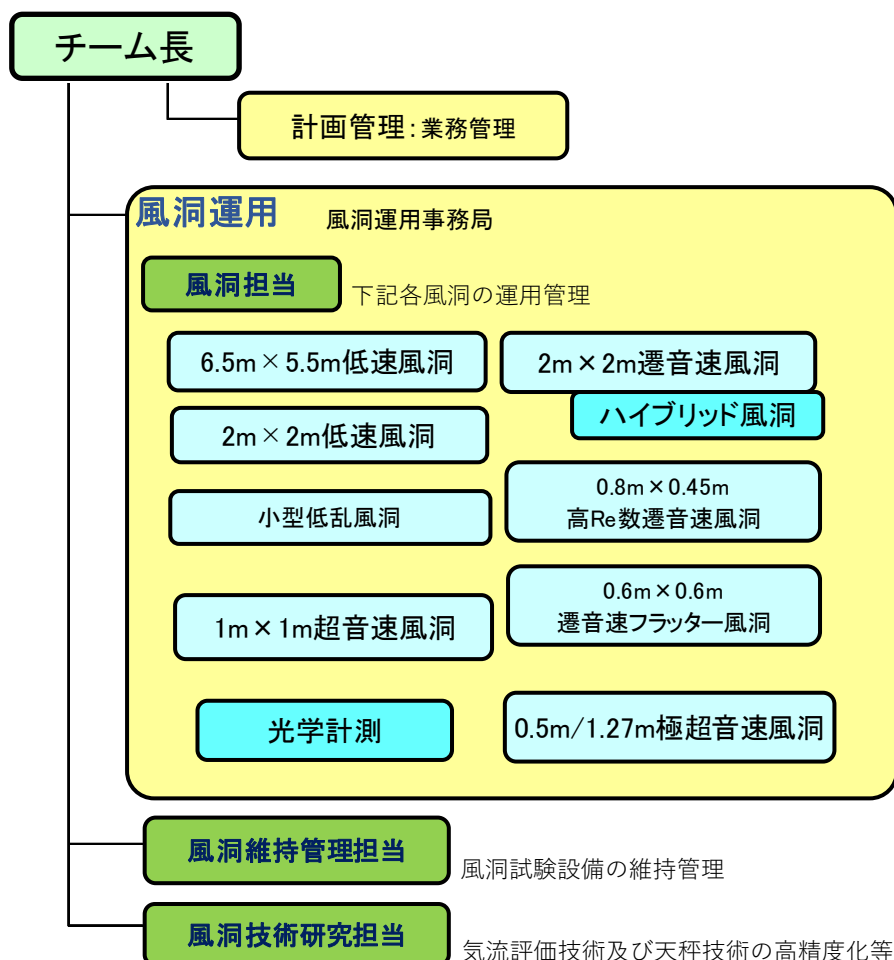 チーム長
計画管理：業務管理
風洞運用　風洞運用事務局
風洞担当　下記各風洞の運用管理
6.5m×5.5m低速風洞
2m×2m遷音速風洞
ハイブリッド風洞
2m×2m低速風洞
小型低乱風洞
0.8m×0.45m
高Re数遷音速風洞
1m×1m超音速風洞
0.6m×0.6m
遷音速フラッター風洞
光学計測
0.5m/1.27m極超音速風洞
風洞維持管理担当　風洞試験設備の維持管理
風洞技術研究担当　気流評価技術及び天秤技術の高精度化等